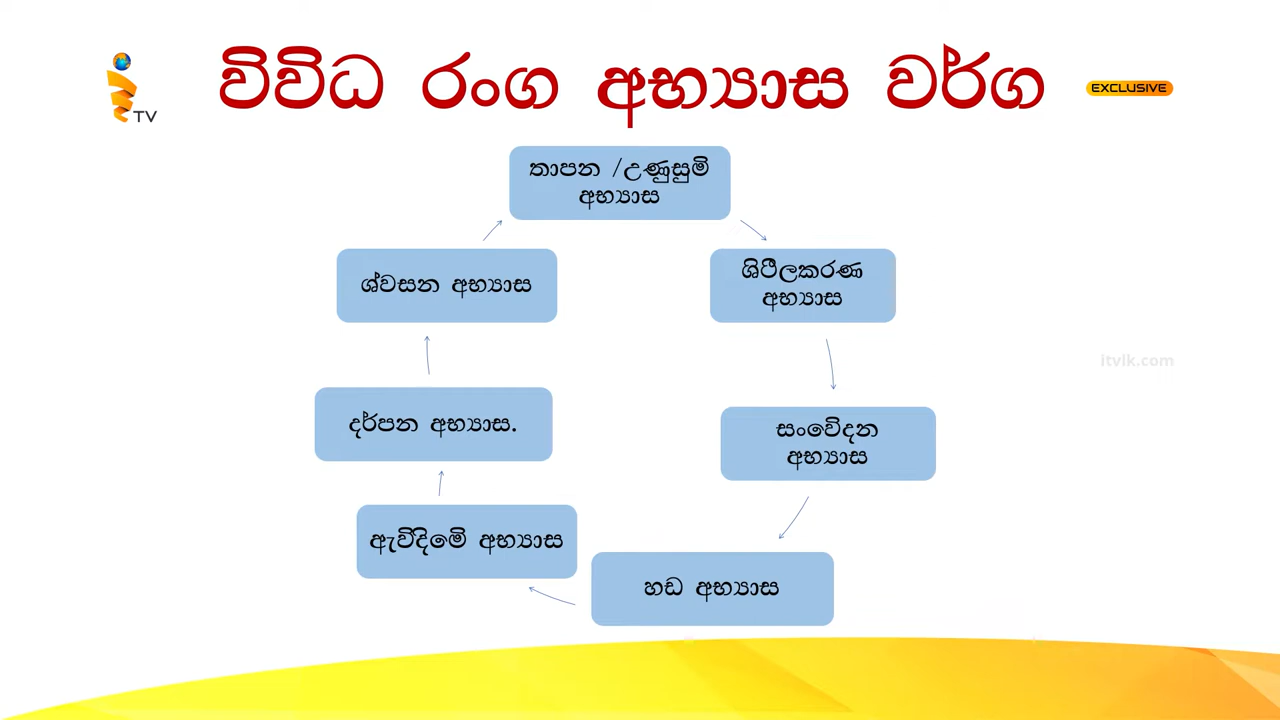 TV
විවිධ රංග අභ්‍යාස වර්ග
EXCLUSIVE
තාපන /උණුසුම්
අභ්‍යාස
ශිථිලකරණ
අභ්‍යාස
සංවේදන
අභ්‍යාස
හඩ අභ්‍යාස
ඇවිදිමේ අභ්‍යාස
දර්පන අභ්‍යාස.
ශ්වසන අභ්‍යාස
itvlk.com